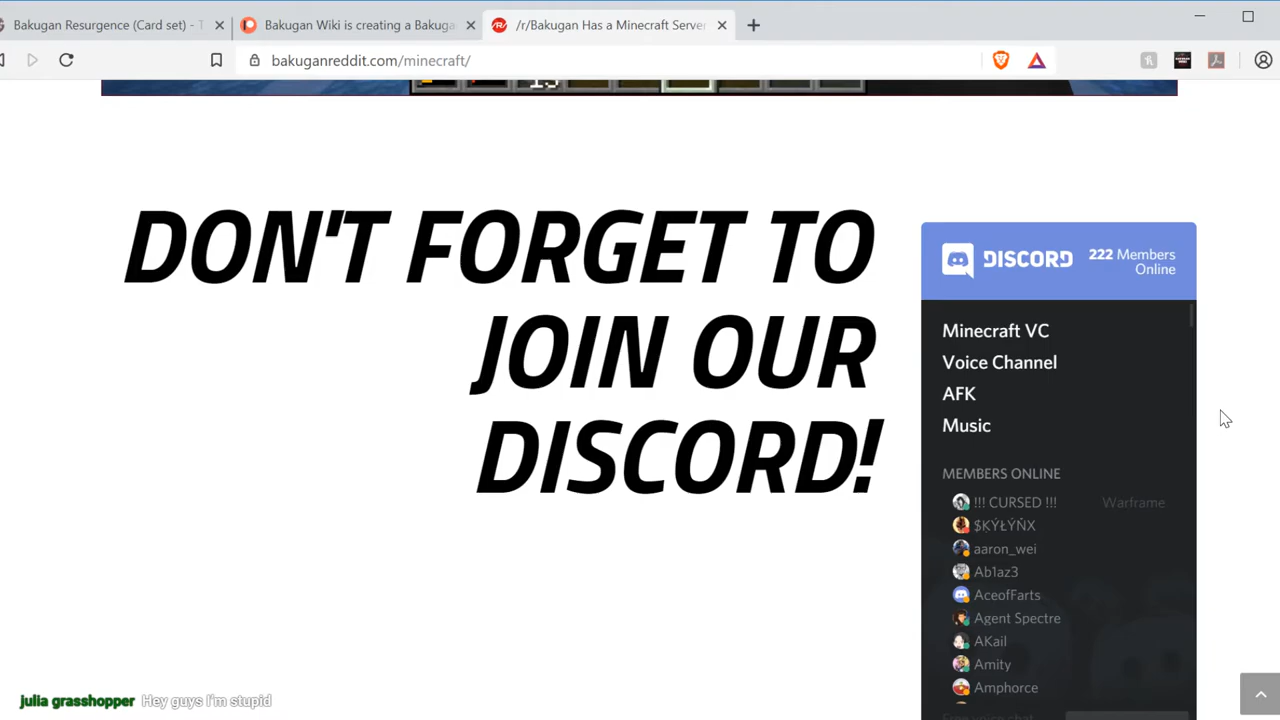 Bakugan Resurgence (Card set) - T
Bakugan Wiki is creating a Bakuga
/r/Bakugan Has a Minecraft Server
bakuganreddit.com/minecraft/
DON'T FORGET TO
JOIN OUR
DISCORD!
DISCORD
222 Members
Online
Minecraft VC
Voice Channel
AFK
Music
MEMBERS ONLINE
!!! CURSED !!! Warframe
$KÝŁÝŇX
aaron_wei
Ab1az3
AceofFarts
Agent Spectre
AKail
Amity
Amphorce
julia grasshopper Hey guys I'm stupid